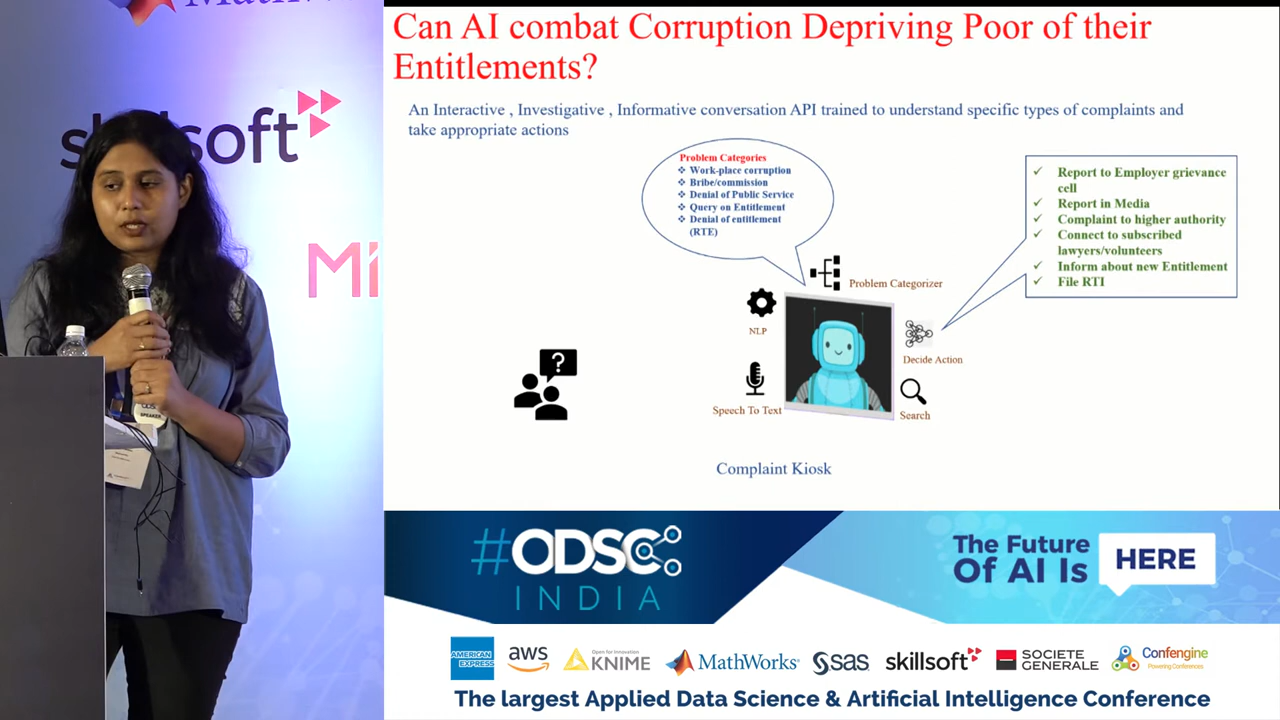 MathWorks
skillsoft
Mi
ODSC
SPEAKER
Can AI combat Corruption Depriving Poor of their
Entitlements?
An Interactive , Investigative , Informative conversation API trained to understand specific types of complaints and
take appropriate actions
Problem Categories
❖ Work-place corruption
❖ Bribe/commission
❖ Denial of Public Service
❖ Query on Entitlement
❖ Denial of entitlement
(RTE)
✓ Report to Employer grievance
cell
✓ Report in Media
✓ Complaint to higher authority
✓ Connect to subscribed
lawyers/volunteers
✓ Inform about new Entitlement
✓ File RTI
Problem Categorizer
NLP
Decide Action
Speech To Text
Search
?
Complaint Kiosk
#ODSC
INDIA
The Future
Of AI Is
HERE
AMERICAN
EXPRESS
aws
Open for Innovation
KNIME
MathWorks®
sas
skillsoft
SOCIETE
GENERALE
Confengine
Powering Conferences
The largest Applied Data Science & Artificial Intelligence Conference